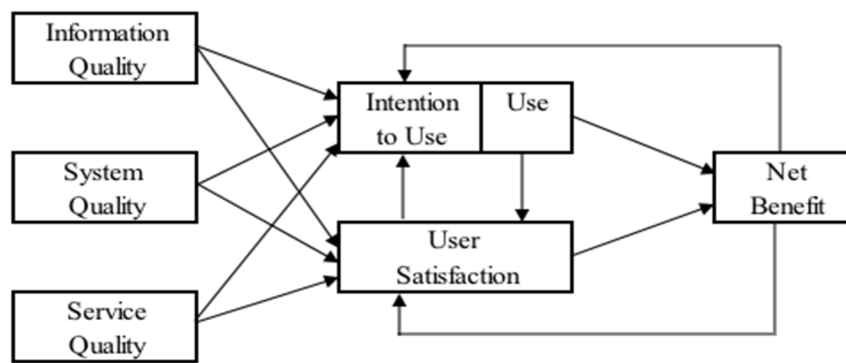 Information
Quality
Intention
to Use
Use
System
Quality
Net
Benefit
User
Satisfaction
Service
Quality